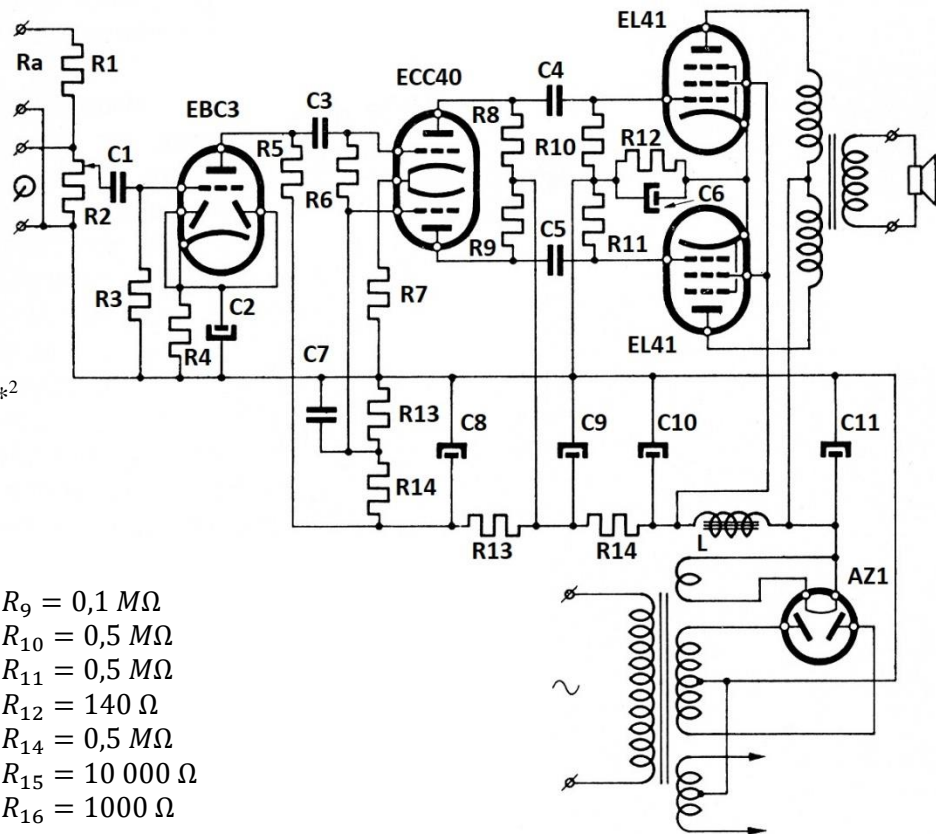 EL41
Ra
R1
ECC40
C4
EBC3
C3
R8
R12
C1
R5
R10
R6
C6
R2
C5
R9
R11
R3
R7
C2
R4
C7
EL41
*2
R13
C8
C9
C10
C11
R14
R13
R14
L
AZ1
R9 = 0,1 MΩ
R10 = 0,5 MΩ
R11 = 0,5 MΩ
R12 = 140 Ω
R14 = 0,5 MΩ
R15 = 10 000 Ω
R16 = 1000 Ω